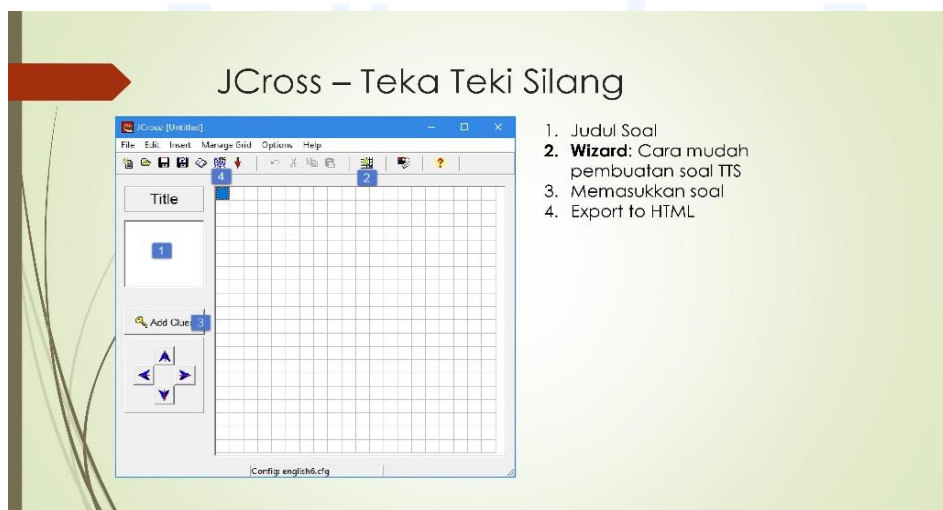 JCross – Teka Teki Silang
JCross: [Untitled]
File Edit Insert Manage Grid Options Help
4
2
Title
1
Add Clues
3
Config: english6.cfg
1. Judul Soal
2. Wizard: Cara mudah
pembuatan soal TTS
3. Memasukkan soal
4. Export to HTML